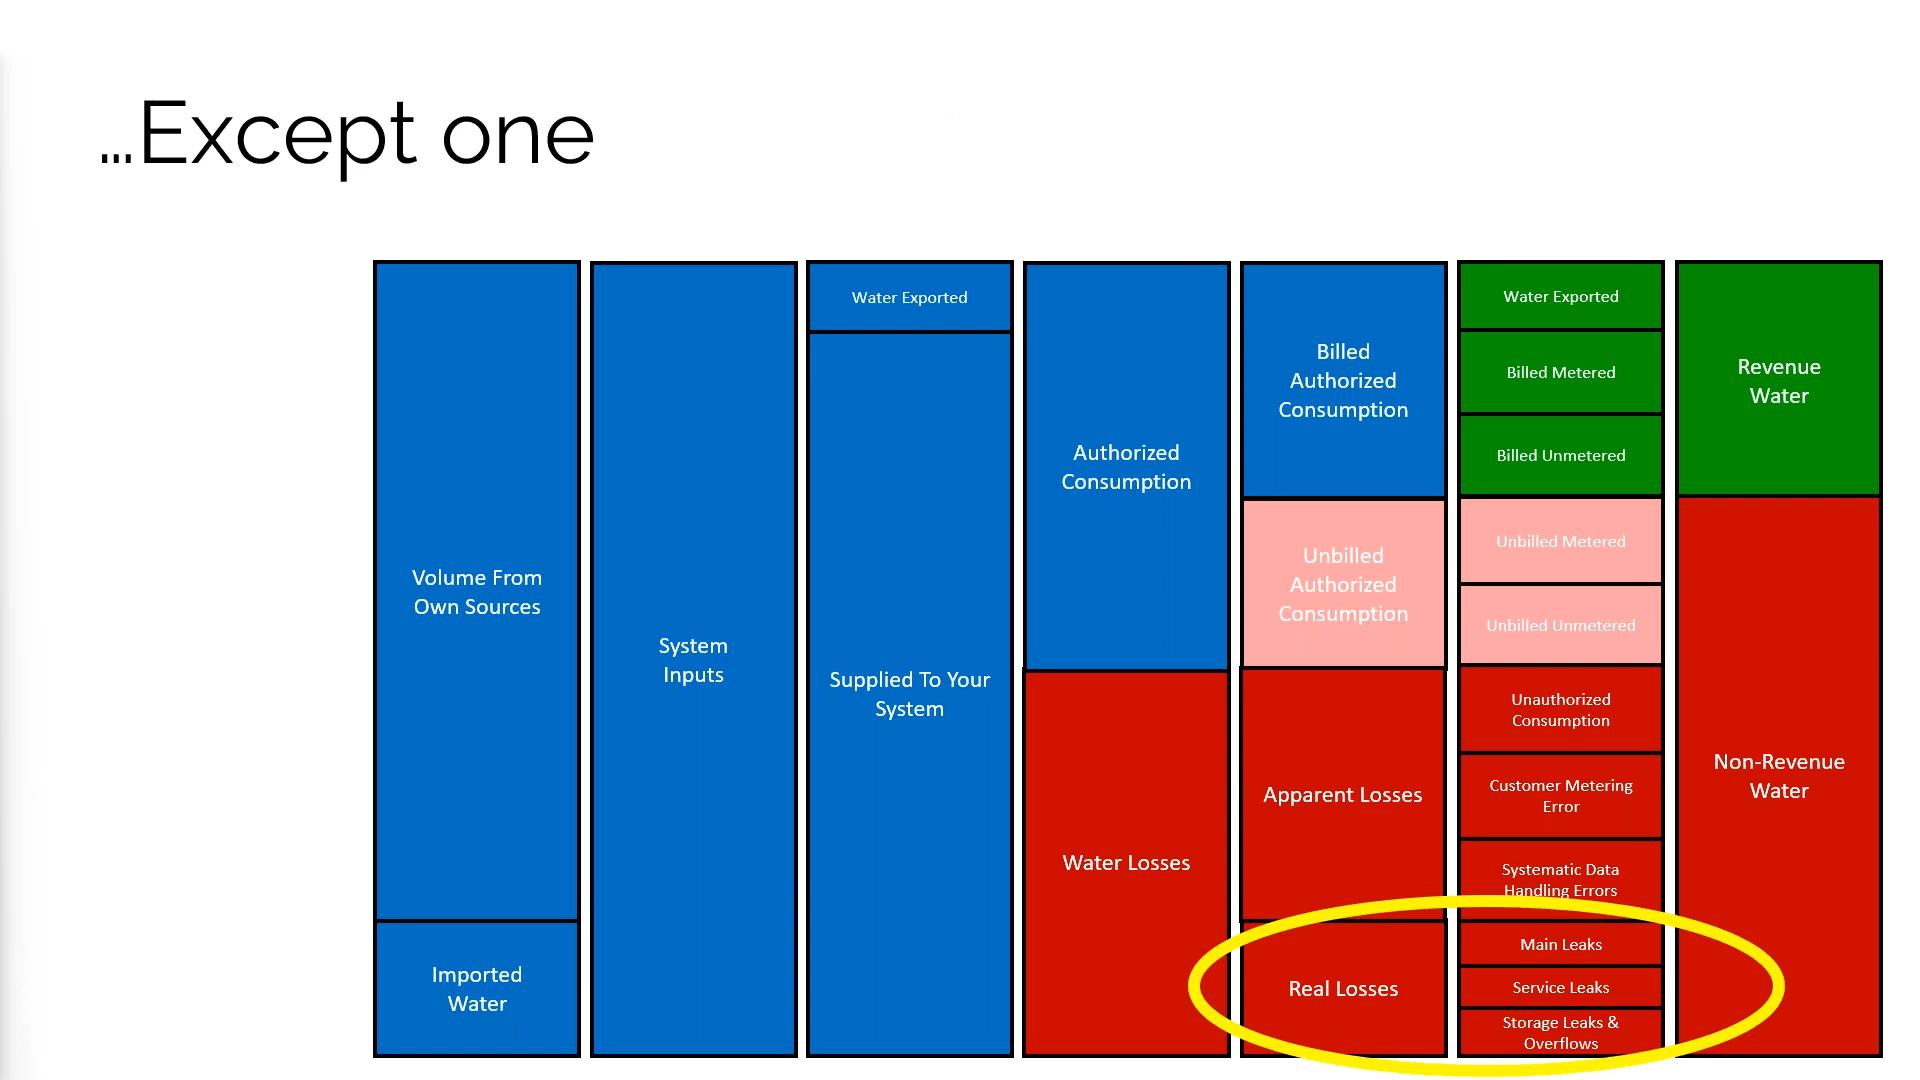 ...Except one
Volume From
Own Sources
Imported
Water
System
Inputs
Water Exported
Supplied To Your
System
Authorized
Consumption
Water Losses
Billed
Authorized
Consumption
Unbilled
Authorized
Consumption
Apparent Losses
Real Losses
Water Exported
Billed Metered
Billed Unmetered
Unbilled Metered
Unbilled Unmetered
Unauthorized
Consumption
Customer Metering
Error
Systematic Data
Handling Errors
Main Leaks
Service Leaks
Storage Leaks &
Overflows
Revenue
Water
Non-Revenue
Water